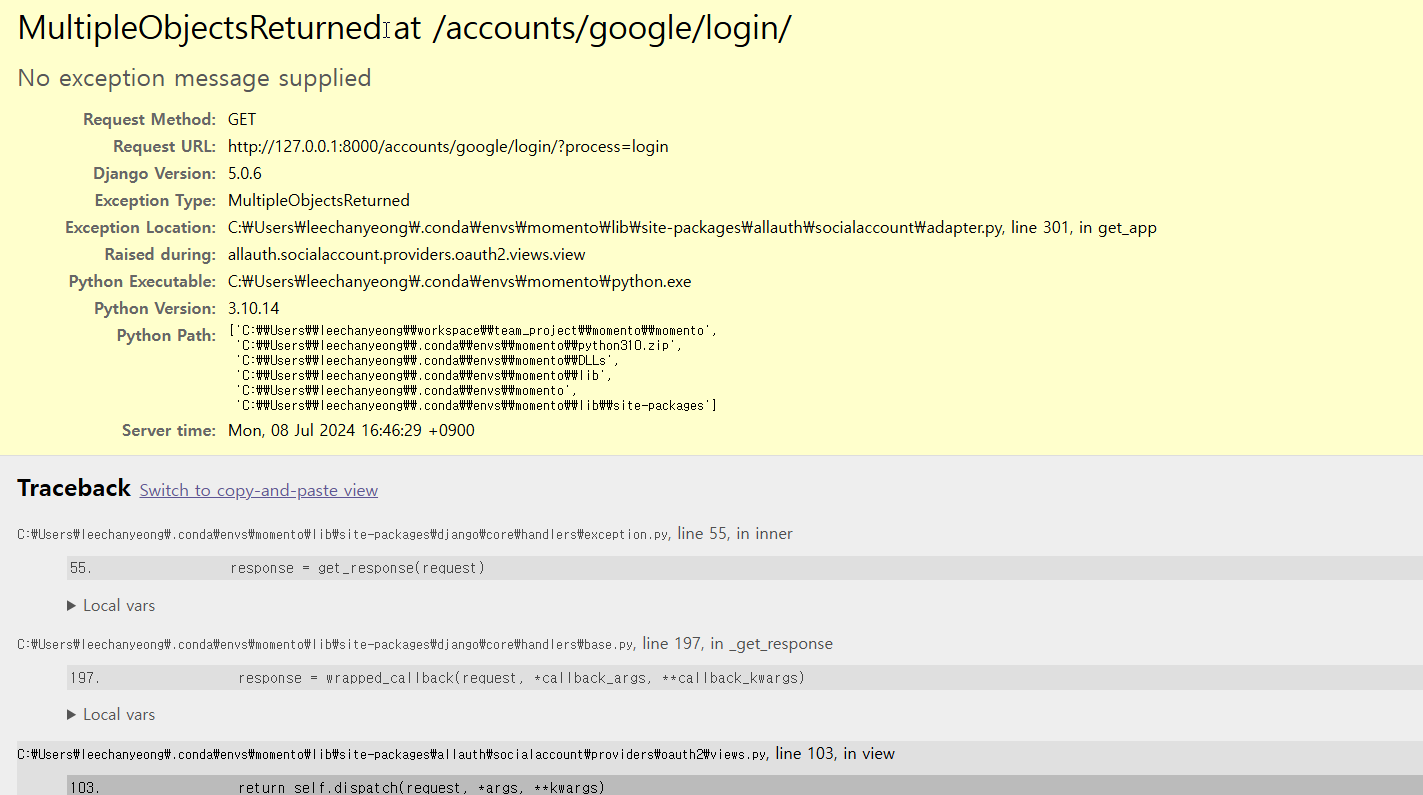 MultipleObjectsReturned at /accounts/google/login/
No exception message supplied
Request Method: GET
Request URL: http://127.0.0.1:8000/accounts/google/login/?process=login
Django Version: 5.0.6
Exception Type: MultipleObjectsReturned
Exception Location: C:₩Users₩leechanyeong₩.conda₩envs₩momento₩lib₩site-packages₩allauth₩socialaccount₩adapter.py, line 301, in get_app
Raised during: allauth.socialaccount.providers.oauth2.views.view
Python Executable: C:₩Users₩leechanyeong₩.conda₩envs₩momento₩python.exe
Python Version: 3.10.14
Python Path: ['C:₩₩Users₩₩leechanyeong₩₩workspace₩₩team_project₩₩momento₩₩momento',
'C:₩₩Users₩₩leechanyeong₩₩.conda₩₩envs₩₩momento₩₩python310.zip',
'C:₩₩Users₩₩leechanyeong₩₩.conda₩₩envs₩₩momento₩₩DLLs',
'C:₩₩Users₩₩leechanyeong₩₩.conda₩₩envs₩₩momento₩₩lib',
'C:₩₩Users₩₩leechanyeong₩₩.conda₩₩envs₩₩momento',
'C:₩₩Users₩₩leechanyeong₩₩.conda₩₩envs₩₩momento₩₩lib₩₩site-packages']
Server time: Mon, 08 Jul 2024 16:46:29 +0900
Traceback Switch to copy-and-paste view
C:₩Users₩leechanyeong₩.conda₩envs₩momento₩lib₩site-packages₩django₩core₩handlers₩exception.py, line 55, in inner
55. response = get_response(request)
▶ Local vars
C:₩Users₩leechanyeong₩.conda₩envs₩momento₩lib₩site-packages₩django₩core₩handlers₩base.py, line 197, in _get_response
197. response = wrapped_callback(request, *callback_args, **callback_kwargs)
▶ Local vars
C:₩Users₩leechanyeong₩.conda₩envs₩momento₩lib₩site-packages₩allauth₩socialaccount₩providers₩oauth2₩views.py, line 103, in view
103. return self.dispatch(request, *args, **kwargs)